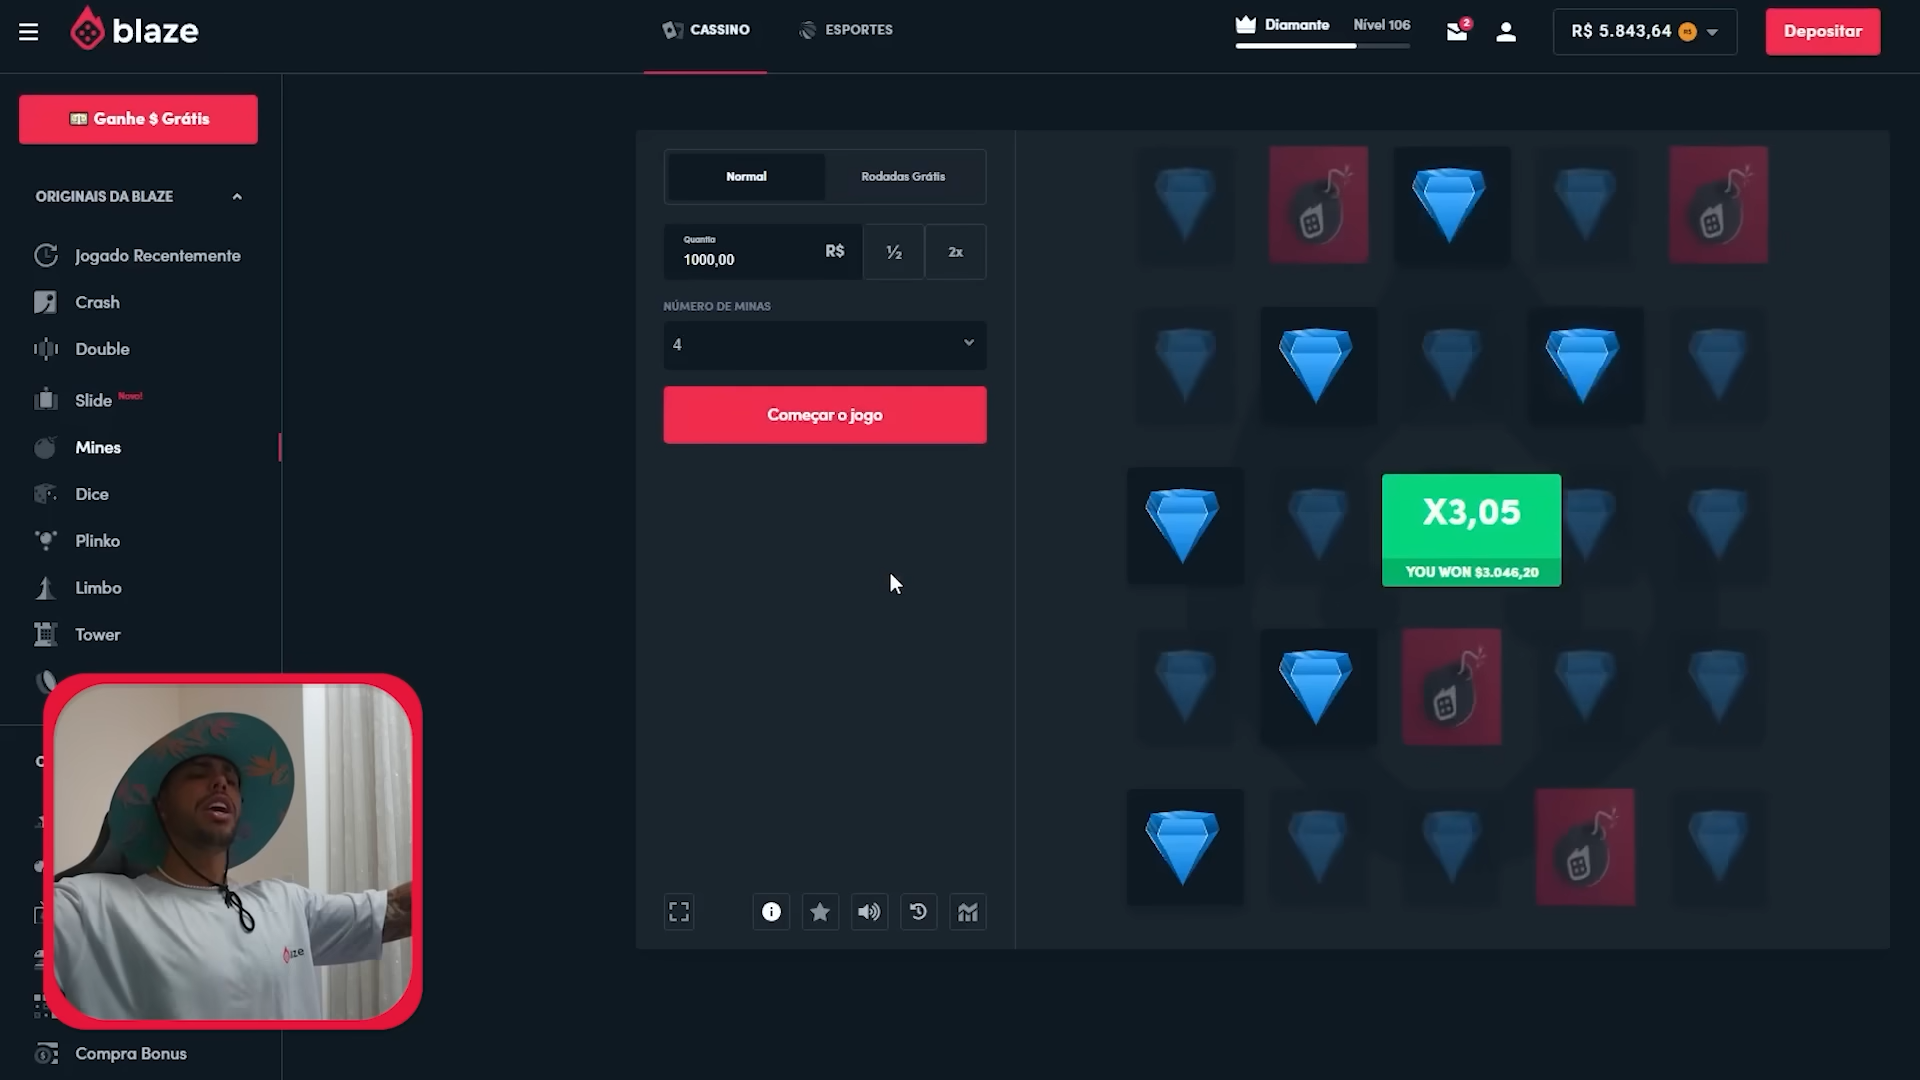 blaze
CASSINO
ESPORTES
Diamante
Nível 106
2
R$ 5.843,64
R$
Depositar
Ganhe $ Grátis
ORIGINAIS DA BLAZE
Jogado Recentemente
Crash
Double
Slide Novo!
Mines
Dice
Plinko
Limbo
Tower
Compra Bonus
Normal
Rodadas Grátis
Quantia
1000,00
R$
½
2x
NÚMERO DE MINAS
4
Começar o jogo
X3,05
YOU WON $3.046,20